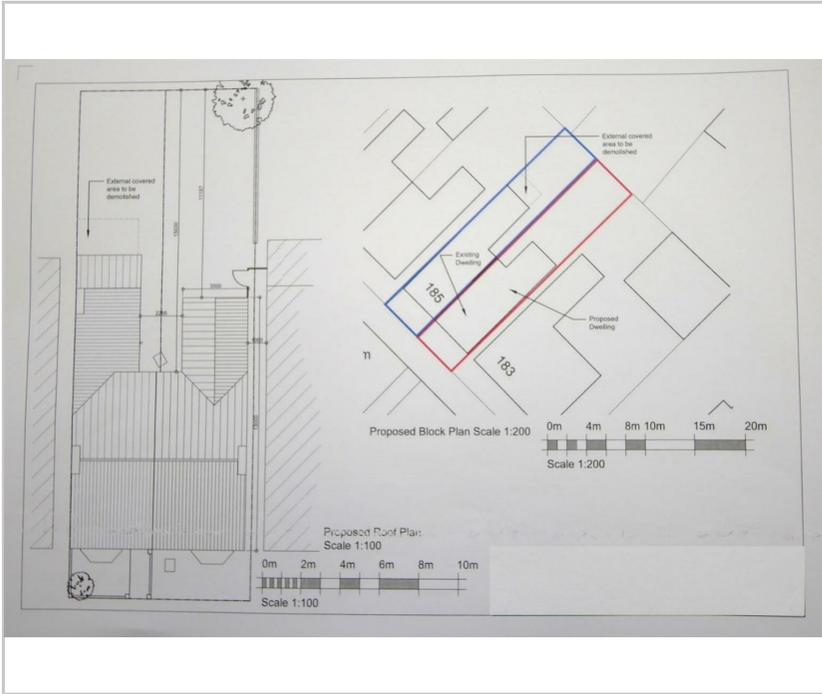 External covered
area to be
demolished
External covered
area to be
demolished
Existing
Dwelling
185
Proposed
Dwelling
183
Proposed Block Plan Scale 1:200
0m 4m 8m 10m 15m 20m
Scale 1:200
Proposed Roof Plan
Scale 1:100
0m 2m 4m 6m 8m 10m
Scale 1:100